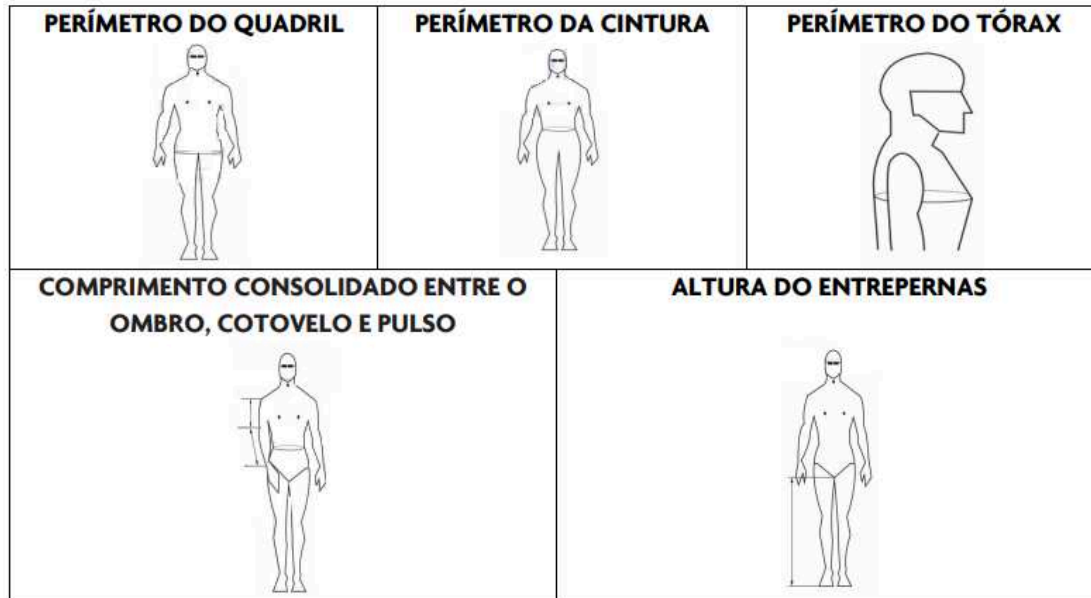 PERÍMETRO DO QUADRIL
PERÍMETRO DA CINTURA
PERÍMETRO DO TÓRAX
COMPRIMENTO CONSOLIDADO ENTRE O
OMBRO, COTOVELO E PULSO
ALTURA DO ENTREPERNAS